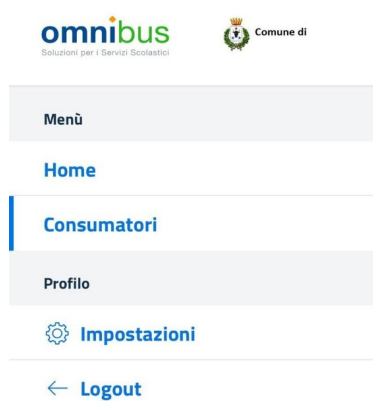 omnibus
Soluzioni per i Servizi Scolastici
Comune di
Menù
Home
Consumatori
Profilo
Impostazioni
Logout